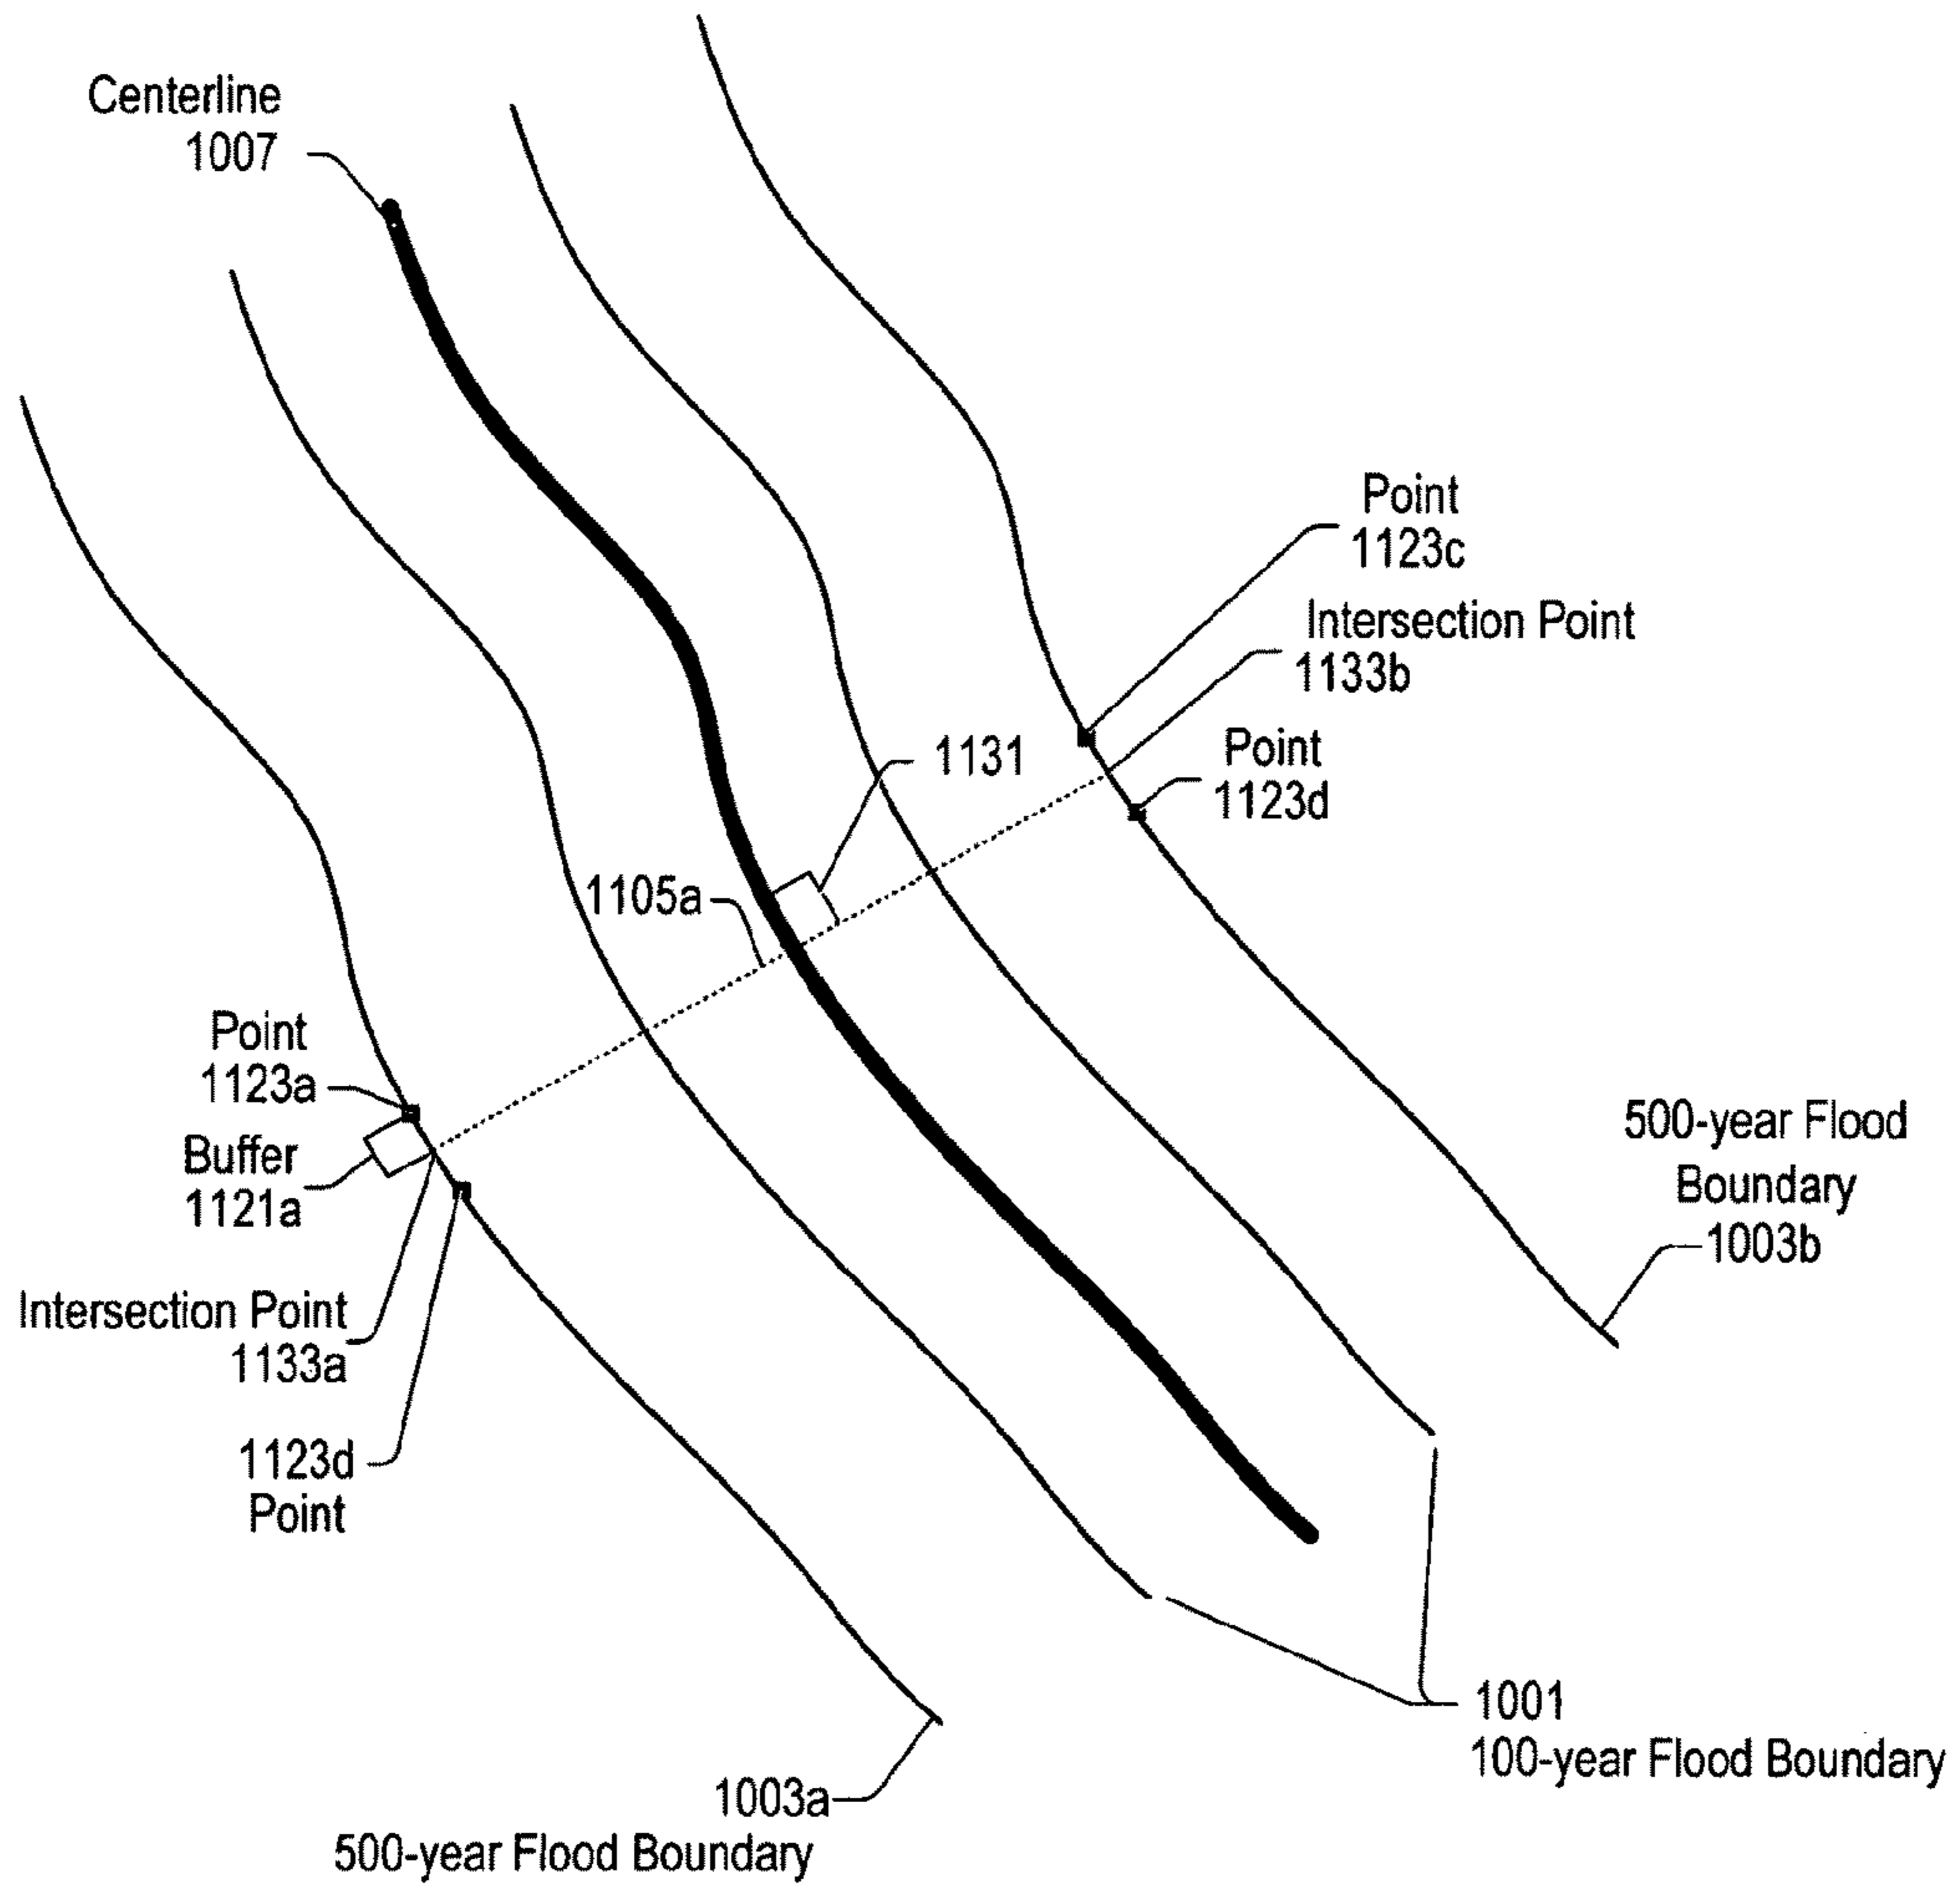 Centerline
1007
Point
1123c
Intersection Point
1133b
Point
1123d
1131
1105a
Point
1123a
Buffer
1121a
Intersection Point
1133a
1123d
Point
500-year Flood
Boundary
1003b
1001
100-year Flood Boundary
1003a
500-year Flood Boundary